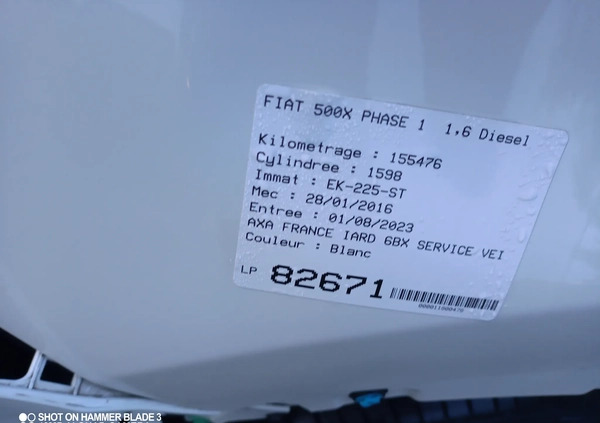 FIAT 500X PHASE 1 1,6 Diesel
Kilometrage : 155476
Cylindree : 1598
Immat : EK-225-ST
Mec : 28/01/2016
Entree : 01/08/2023
AXA FRANCE IARD 6BX SERVICE VEI
Couleur : Blanc
LP 82671
SHOT ON HAMMER BLADE 3